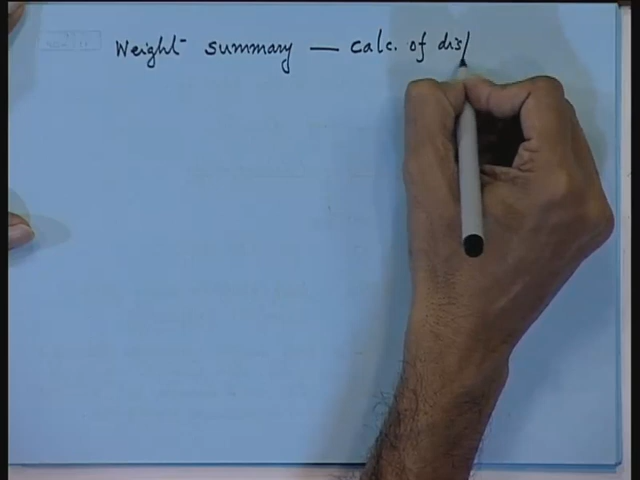 Weight summary — calc. of dis